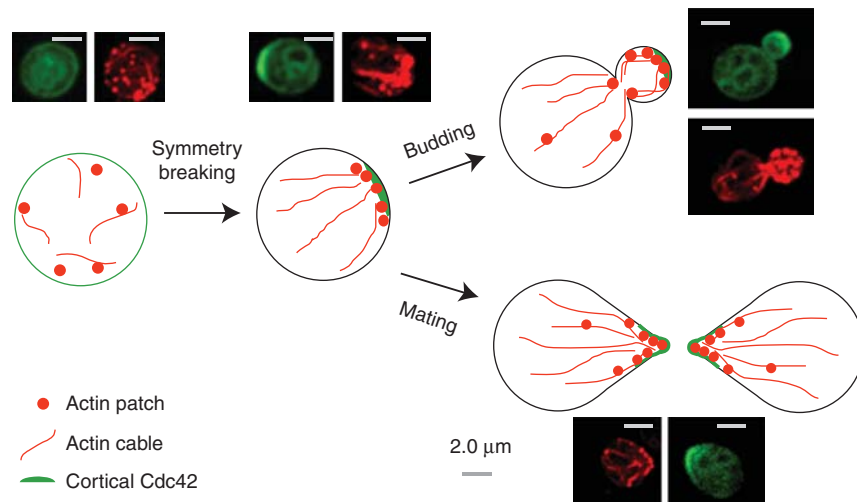 Symmetry
breaking
Budding
Mating
Actin patch
Actin cable
Cortical Cdc42
2.0 μm